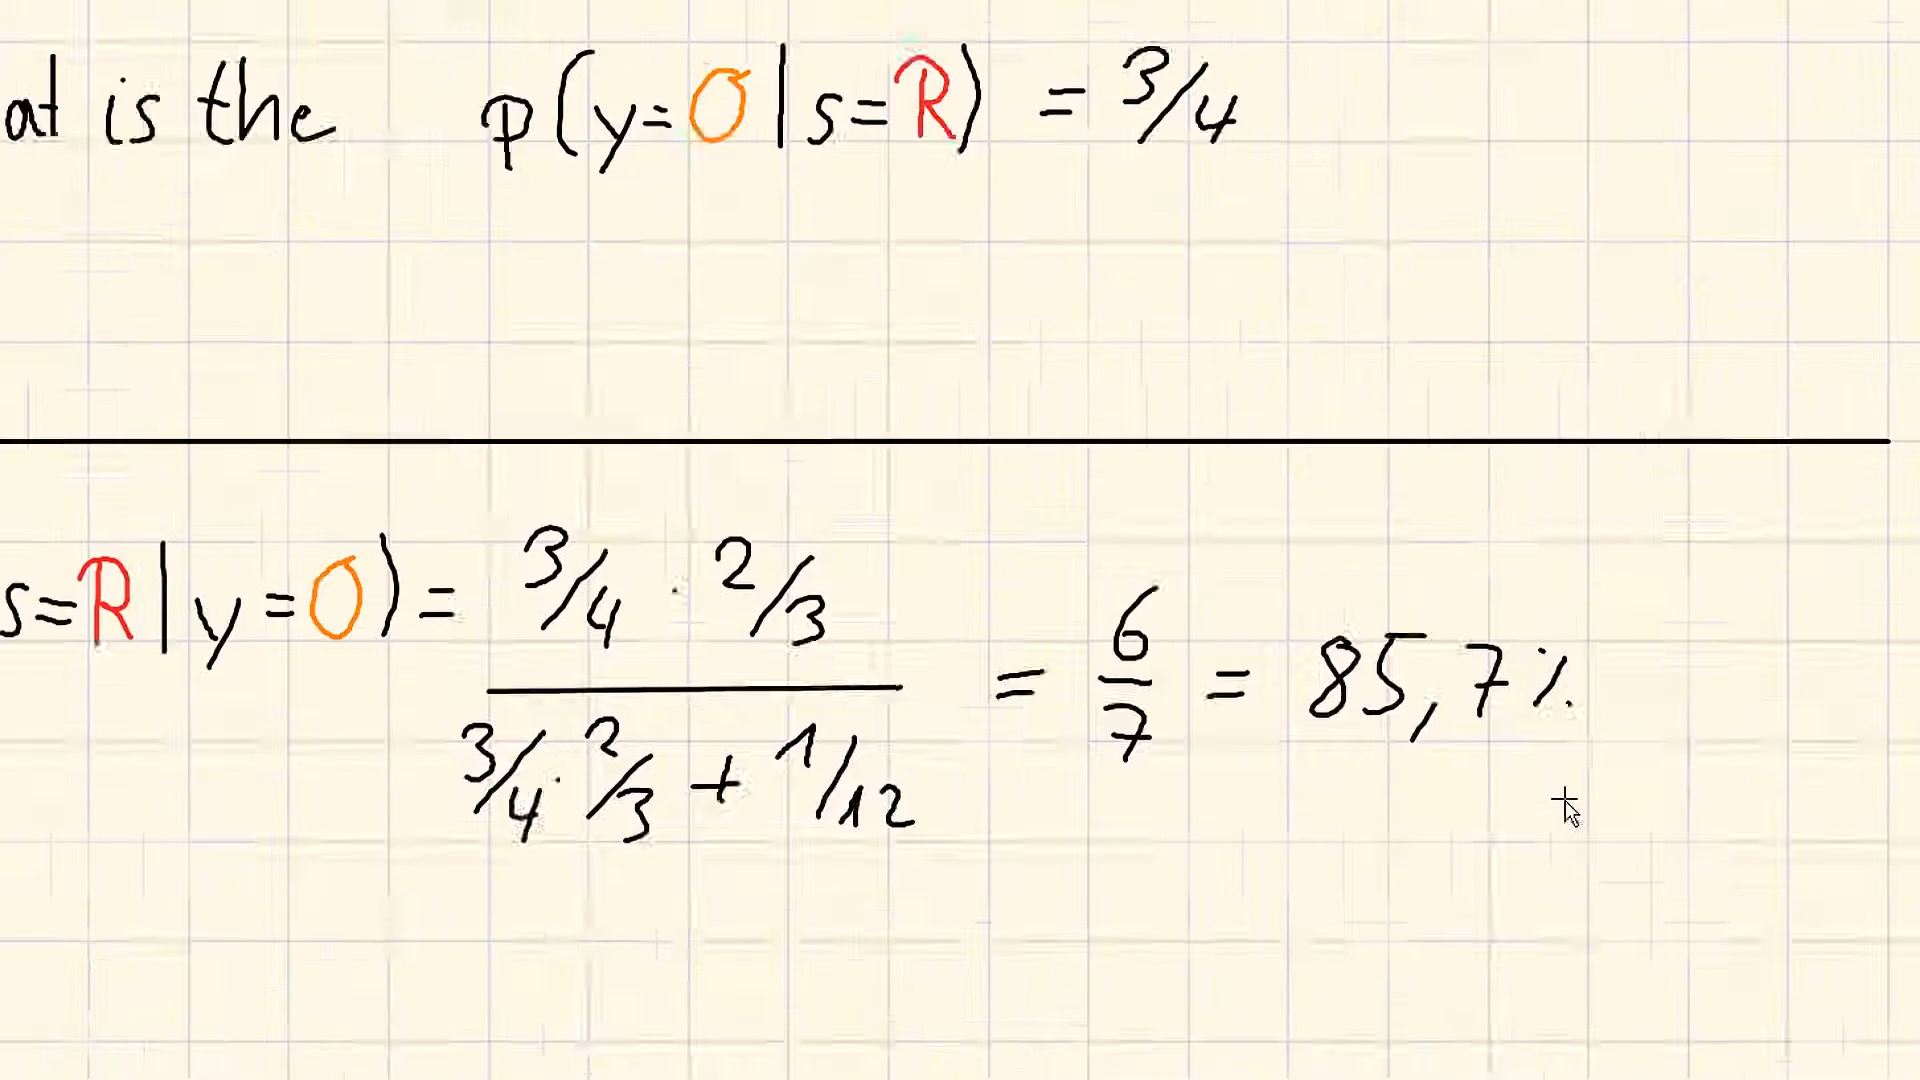 at is the p(y=O|s=R) = 3/4
s=R|y=O) = 3/4 · 2/3 / 3/4 · 2/3 + 1/12 = 6/7 = 85,7%